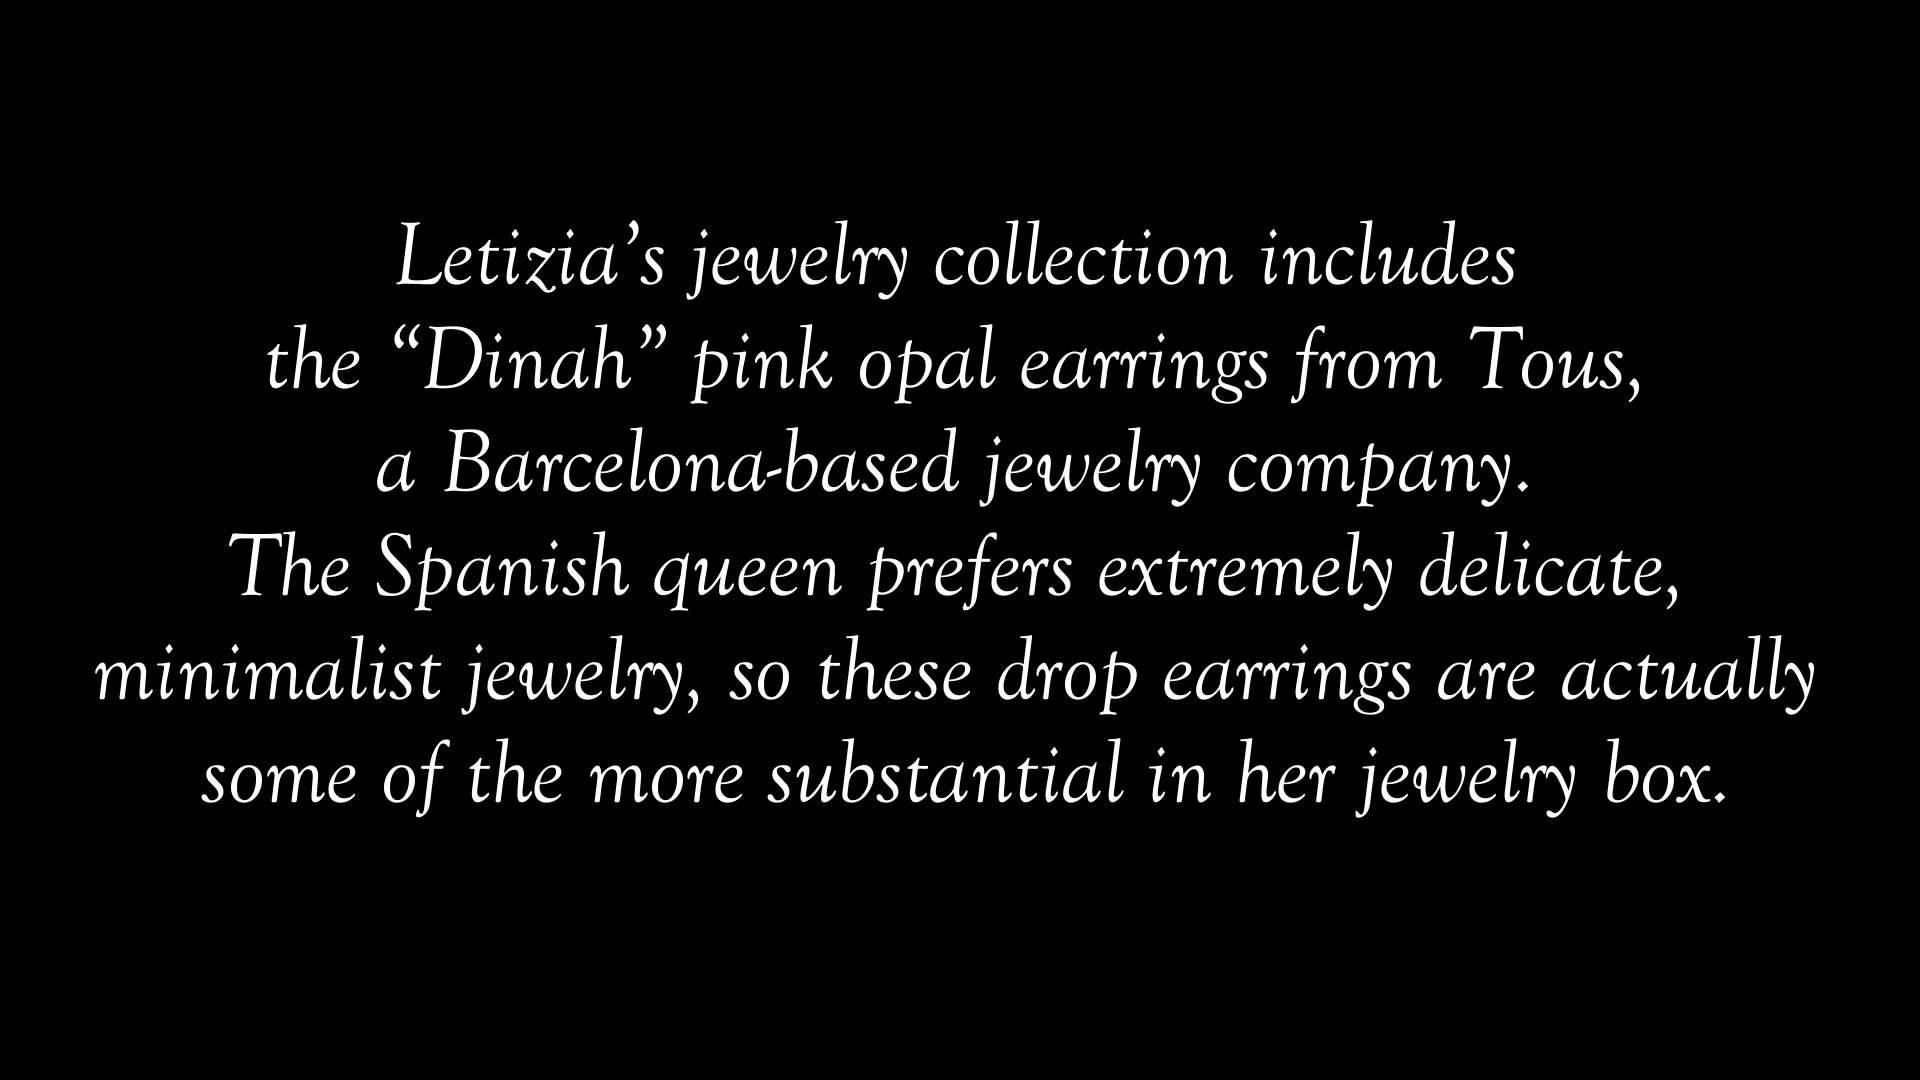 Letizia’s jewelry collection includes
the “Dinah” pink opal earrings from Tous,
a Barcelona-based jewelry company.
The Spanish queen prefers extremely delicate,
minimalist jewelry, so these drop earrings are actually
some of the more substantial in her jewelry box.